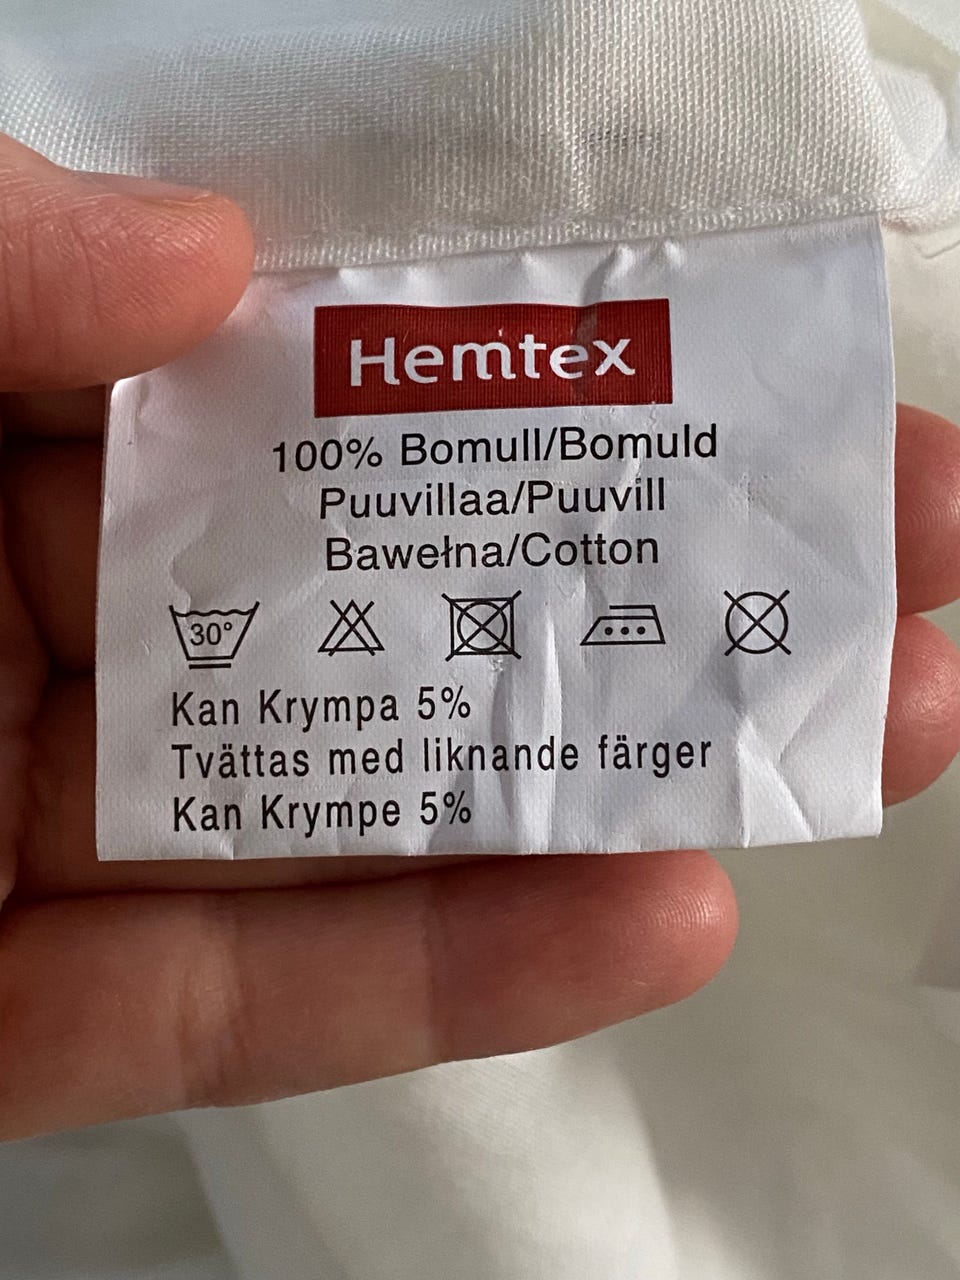 Hemtex
100% Bomull/Bomuld
Puuvillaa/Puuvill
Bawełna/Cotton
30°
Kan Krympa 5%
Tvättas med liknande färger
Kan Krympe 5%